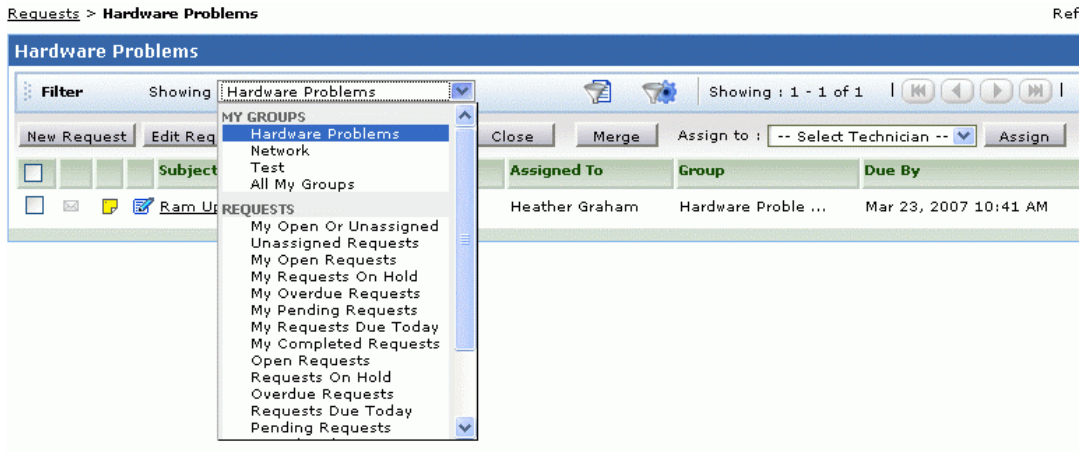 Requests > Hardware Problems Ref
Hardware Problems
Filter Showing Hardware Problems Showing : 1 - 1 of 1
MY GROUPS
New Request Edit Req Hardware Problems Close Merge Assign to : -- Select Technician -- Assign
Network
Subject Test Assigned To Group Due By
All My Groups
Ram Up REQUESTS Heather Graham Hardware Proble ... Mar 23, 2007 10:41 AM
My Open Or Unassigned
Unassigned Requests
My Open Requests
My Requests On Hold
My Overdue Requests
My Pending Requests
My Requests Due Today
My Completed Requests
Open Requests
Requests On Hold
Overdue Requests
Requests Due Today
Pending Requests